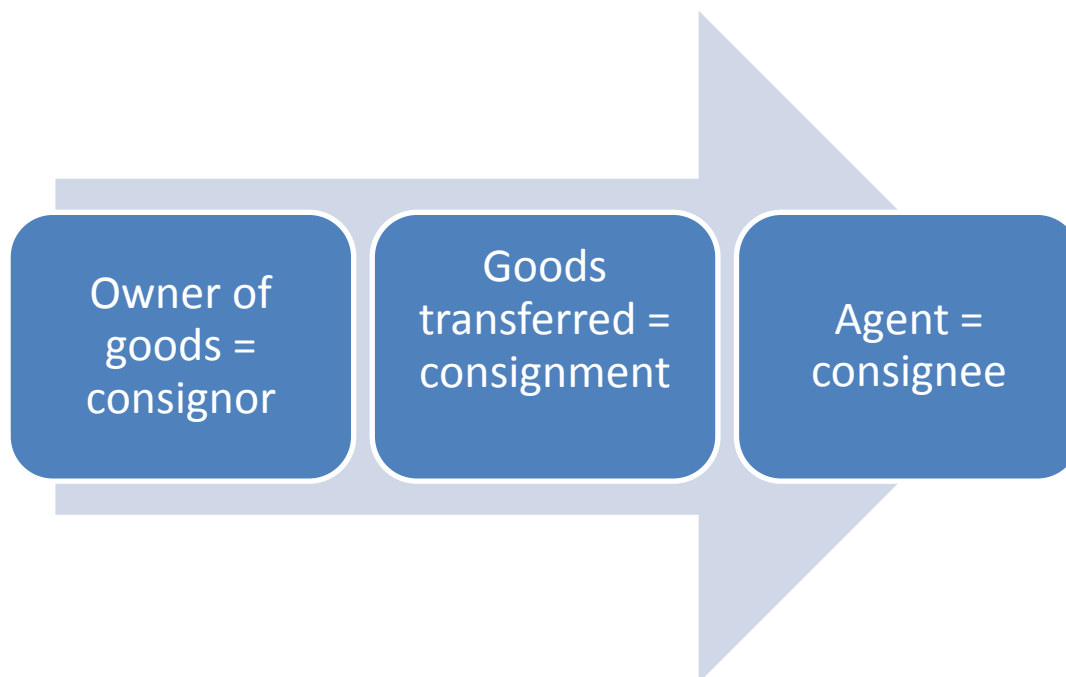 Owner of
goods =
consignor
Goods
transferred =
consignment
Agent =
consignee